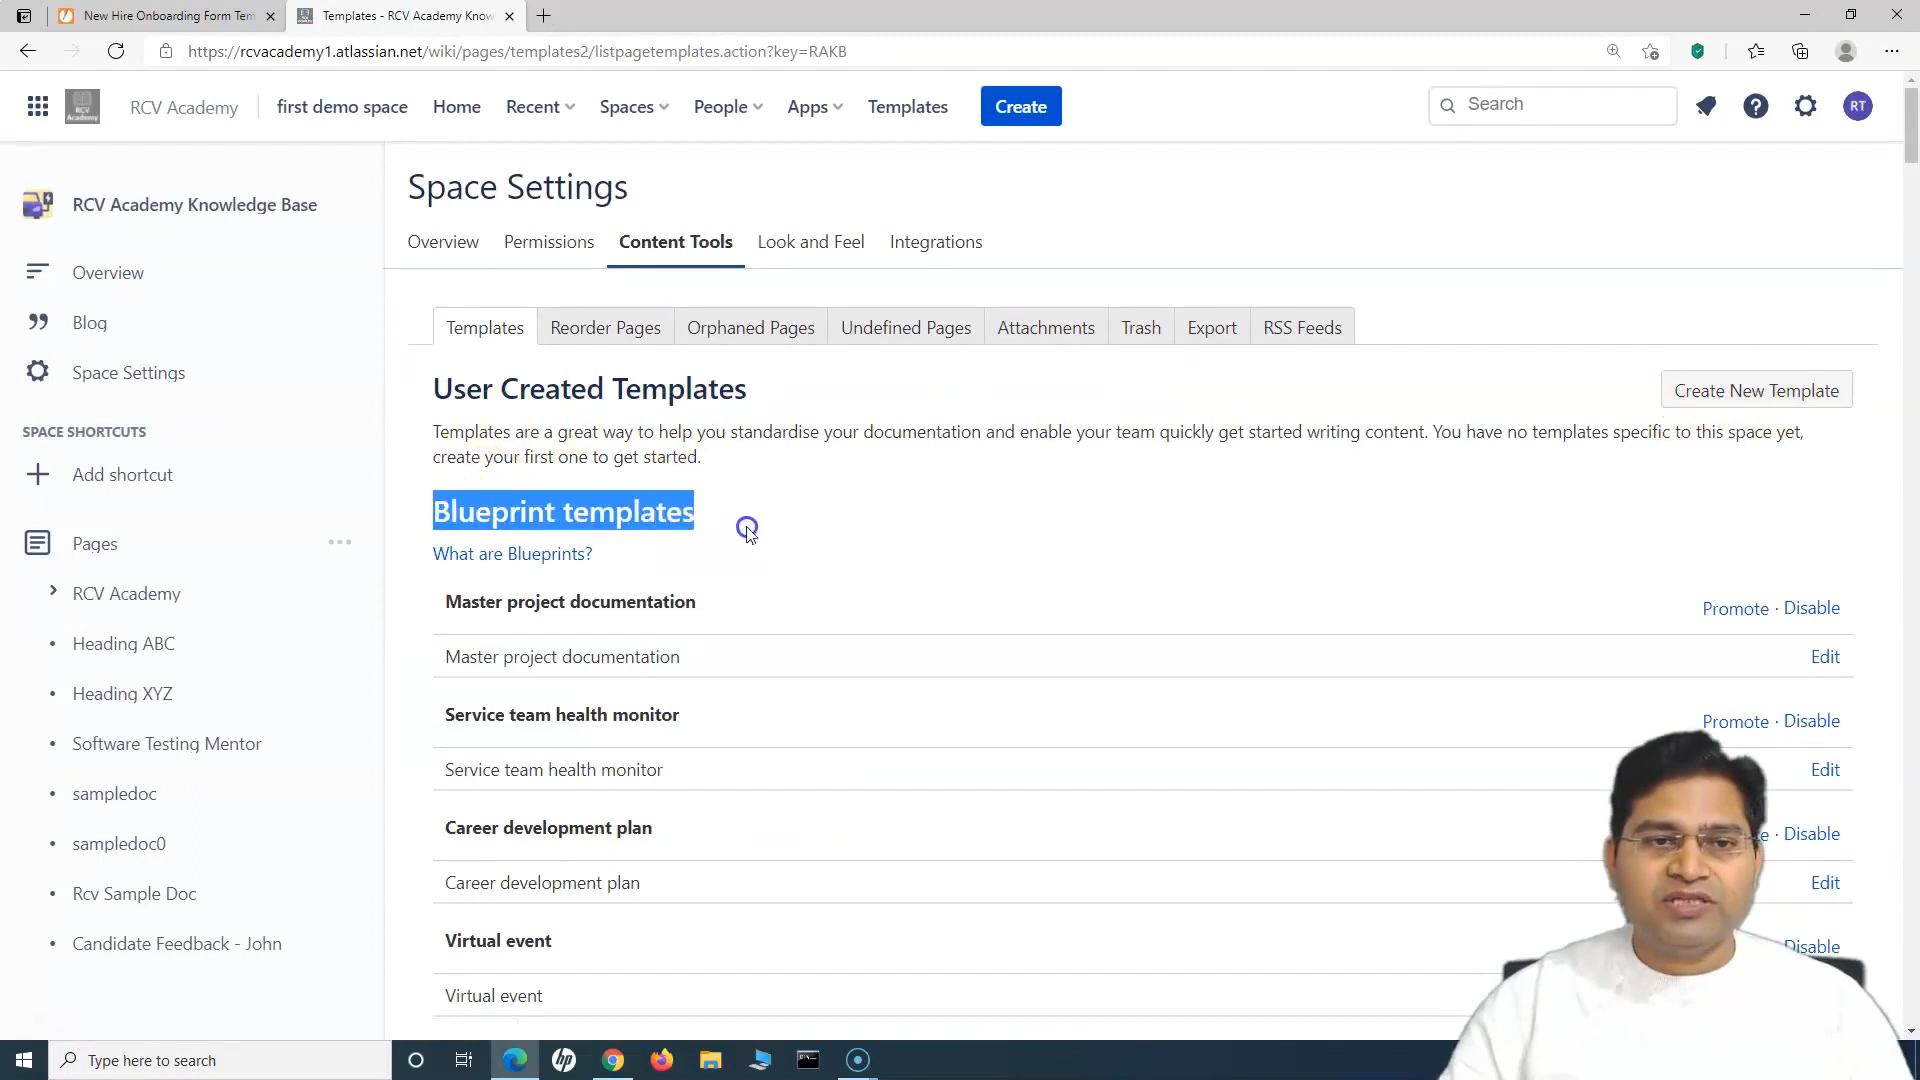 New Hire Onboarding Form Tem
Templates - RCV Academy Know
https://rcvacademy1.atlassian.net/wiki/pages/templates2/listpagetemplates.action?key=RAKB
RCV Academy
RCV Academy
first demo space
Home
Recent
Spaces
People
Apps
Templates
Create
Search
RT
RCV Academy Knowledge Base
Overview
Blog
Space Settings
SPACE SHORTCUTS
Add shortcut
Pages
RCV Academy
Heading ABC
Heading XYZ
Software Testing Mentor
sampledoc
sampledoc0
Rcv Sample Doc
Candidate Feedback - John
Space Settings
Overview
Permissions
Content Tools
Look and Feel
Integrations
Templates
Reorder Pages
Orphaned Pages
Undefined Pages
Attachments
Trash
Export
RSS Feeds
User Created Templates
Create New Template
Templates are a great way to help you standardise your documentation and enable your team quickly get started writing content. You have no templates specific to this space yet,
create your first one to get started.
Blueprint templates
What are Blueprints?
Master project documentation
Promote · Disable
Master project documentation
Edit
Service team health monitor
Promote · Disable
Service team health monitor
Edit
Career development plan
· Disable
Career development plan
Edit
Virtual event
Disable
Virtual event
Type here to search
hp